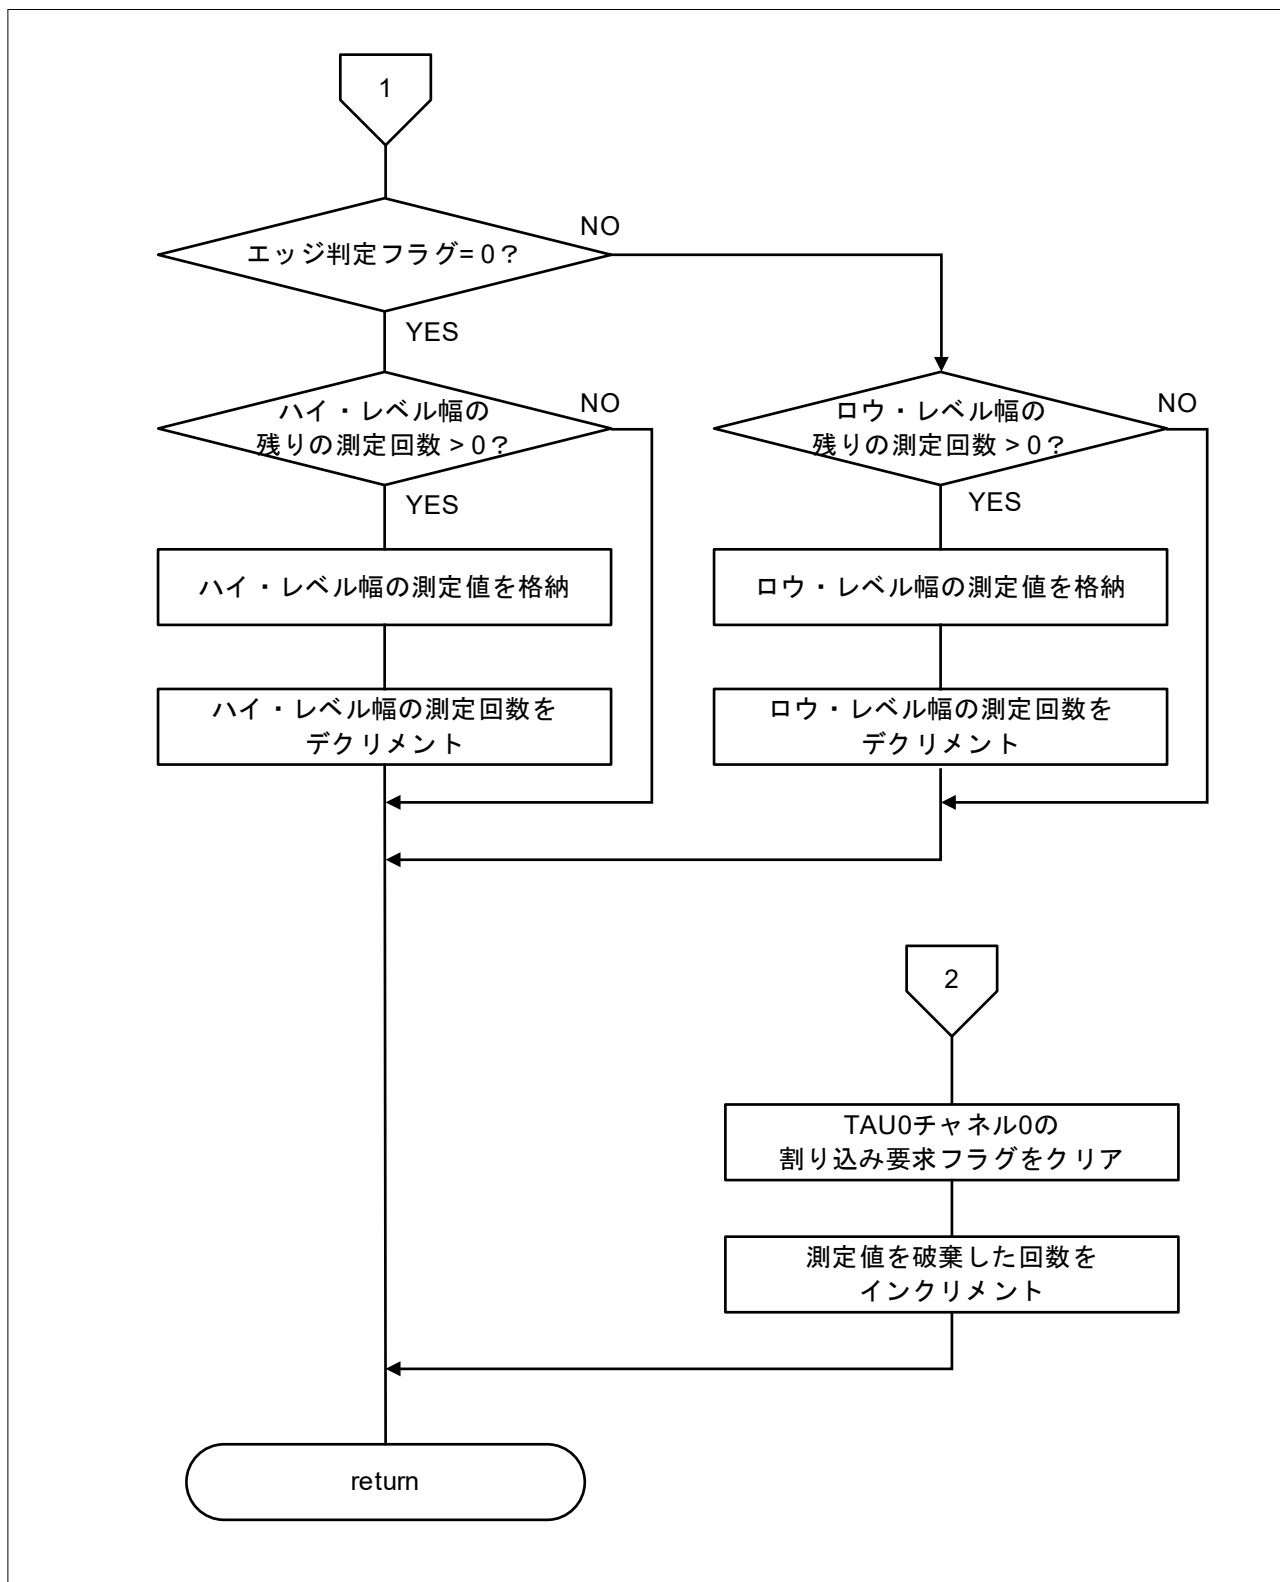 1
エッジ判定フラグ= 0？
NO
YES
ハイ・レベル幅の
残りの測定回数 > 0？
NO
YES
ハイ・レベル幅の測定値を格納
ハイ・レベル幅の測定回数を
デクリメント
ロウ・レベル幅の
残りの測定回数 > 0？
NO
YES
ロウ・レベル幅の測定値を格納
ロウ・レベル幅の測定回数を
デクリメント
2
TAU0チャネル0の
割り込み要求フラグをクリア
測定値を破棄した回数を
インクリメント
return